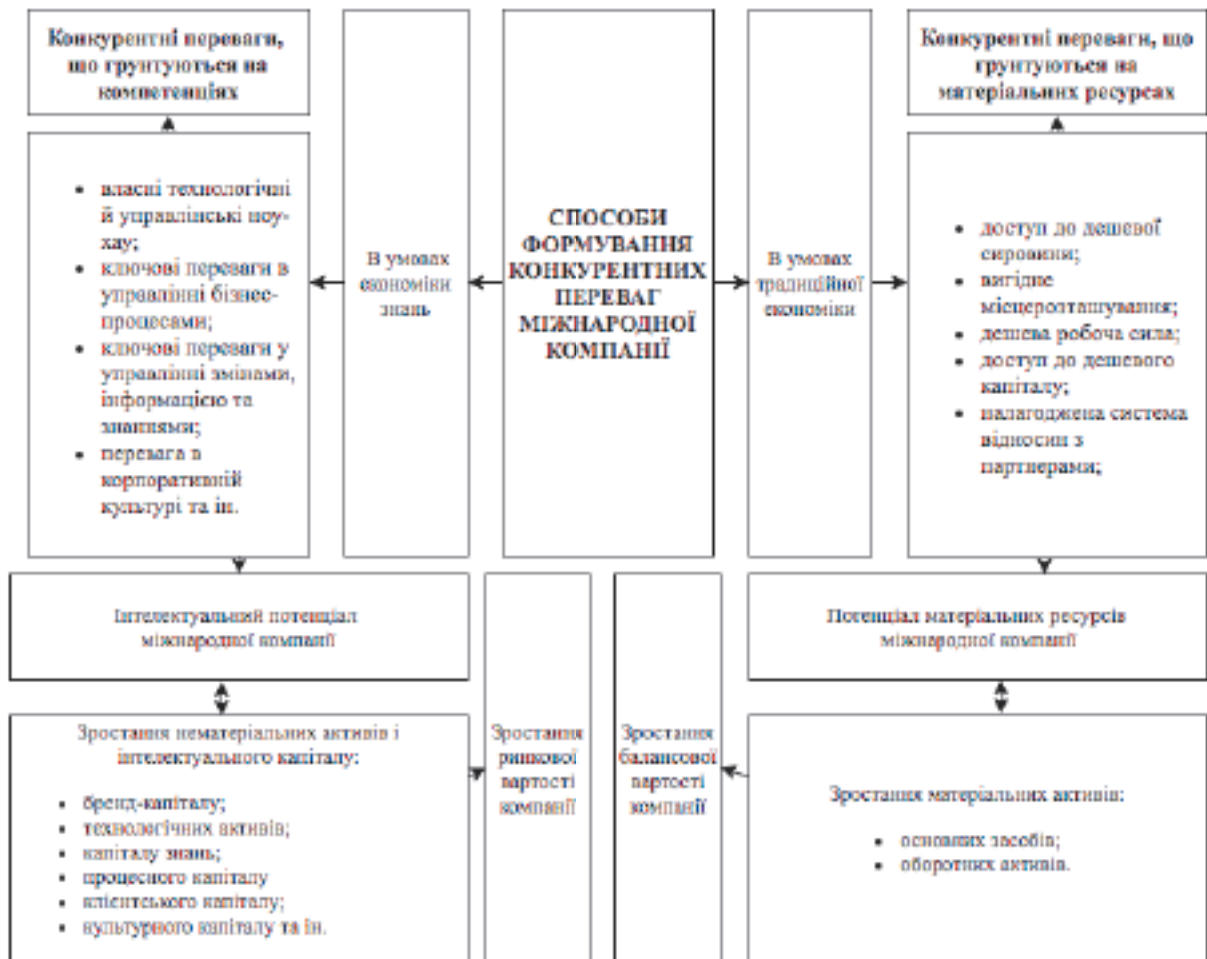 Конкурентні переваги,
що ґрунтуються на
компетенціях
Конкурентні переваги, що
ґрунтуються на
матеріальних ресурсах
• власні технологічні
й управлінські ноу-
хау;
• ключові переваги в
управлінні бізнес-
процесами;
• ключові переваги у
управлінні змінами,
інформацією та
знаннями;
• перевага в
корпоративній
культурі та ін.
В умовах
економіки
знань
СПОСОБИ
ФОРМУВАННЯ
КОНКУРЕНТНИХ
ПЕРЕВАГ
МІЖНАРОДНОЇ
КОМПАНІЇ
В умовах
традиційної
економіки
• доступ до дешевої
сировини;
• вигідне
місцерозташування;
• дешева робоча сила;
• доступ до дешевого
капіталу;
• налагоджена система
відносин з
партнерами;
Інтелектуальний потенціал
міжнародної компанії
Потенціал матеріальних ресурсів
міжнародної компанії
Зростання нематеріальних активів і
інтелектуального капіталу:
• бренд-капіталу;
• технологічних активів;
• капіталу знань;
• процесного капіталу
• клієнтського капіталу;
• культурного капіталу та ін.
Зростання
ринкової
вартості
компанії
Зростання
балансової
вартості
компанії
Зростання матеріальних активів:
• основних засобів;
• оборотних активів.